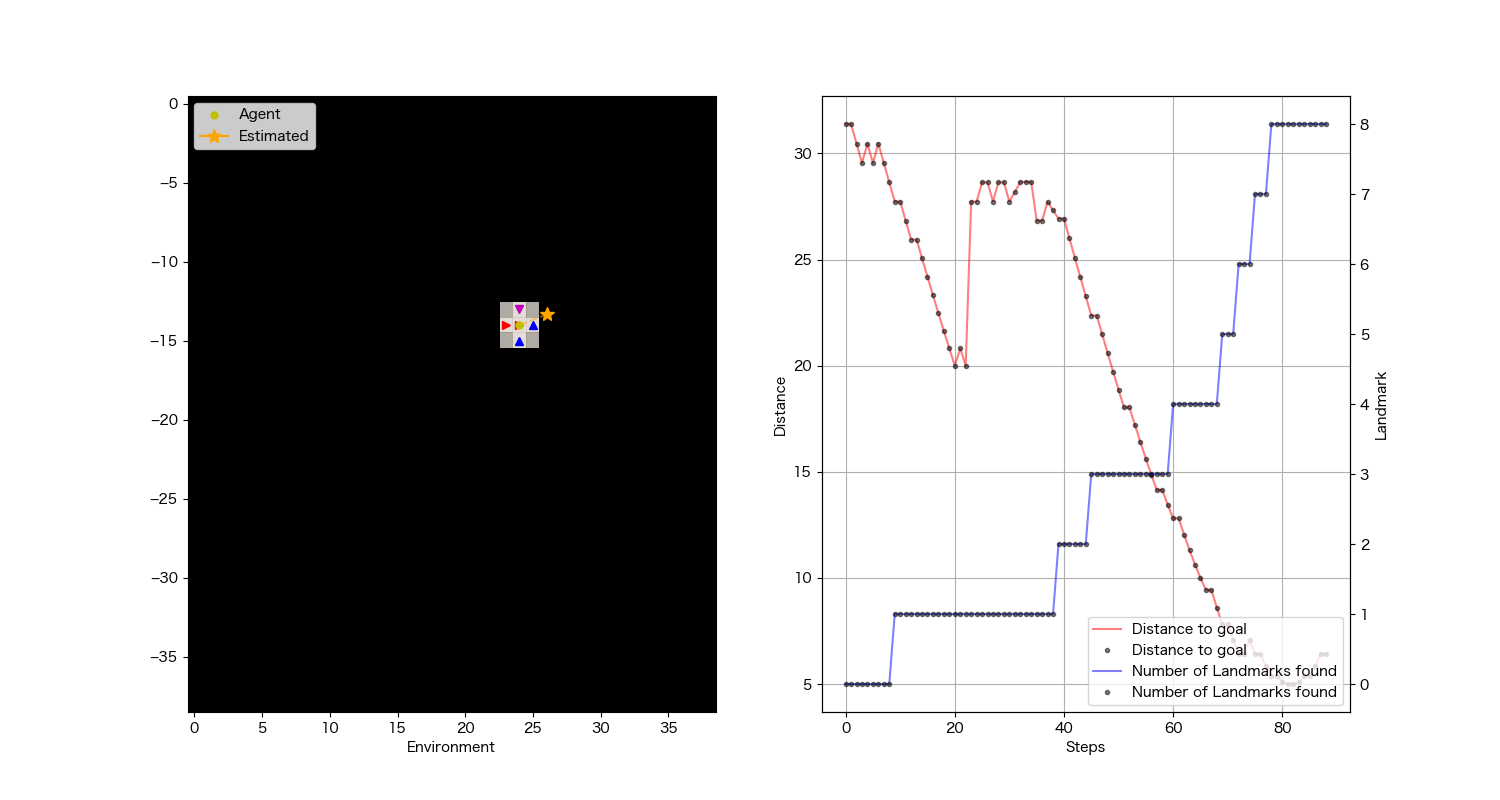 Agent
Estimated
0
−5
−10
−15
−20
−25
−30
−35
0 5 10 15 20 25 30 35
Environment
Distance
30
25
20
15
10
5
0 20 40 60 80
Steps
8
7
6
5
4
3
2
1
0
Landmark
Distance to goal
Distance to goal
Number of Landmarks found
Number of Landmarks found